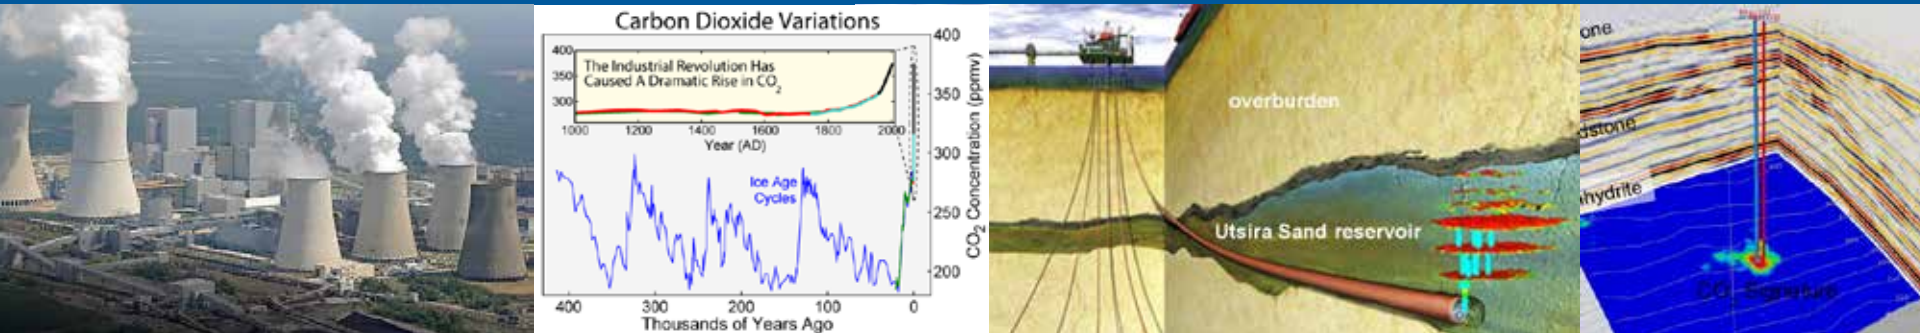 Carbon Dioxide Variations
The Industrial Revolution Has
Caused A Dramatic Rise in CO2
400
350
300
1000 1200 1400 1600 1800 2000
Year (AD)
Ice Age
Cycles
400
350
300
250
200
CO2 Concentration (ppmv)
400 300 200 100 0
Thousands of Years Ago
overburden
Utsira Sand reservoir
one
dstone
hydrite
CO2 Signature